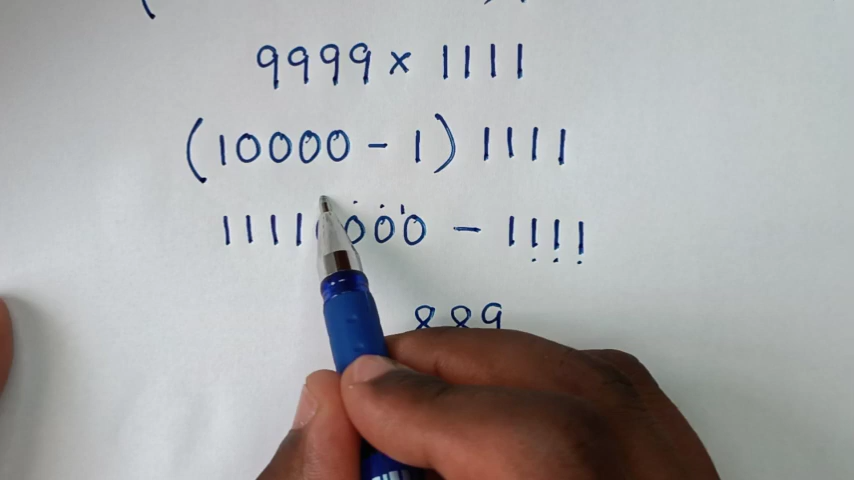 9999 × 1111
(10000 - 1) 1111
11110000 - 1111
889